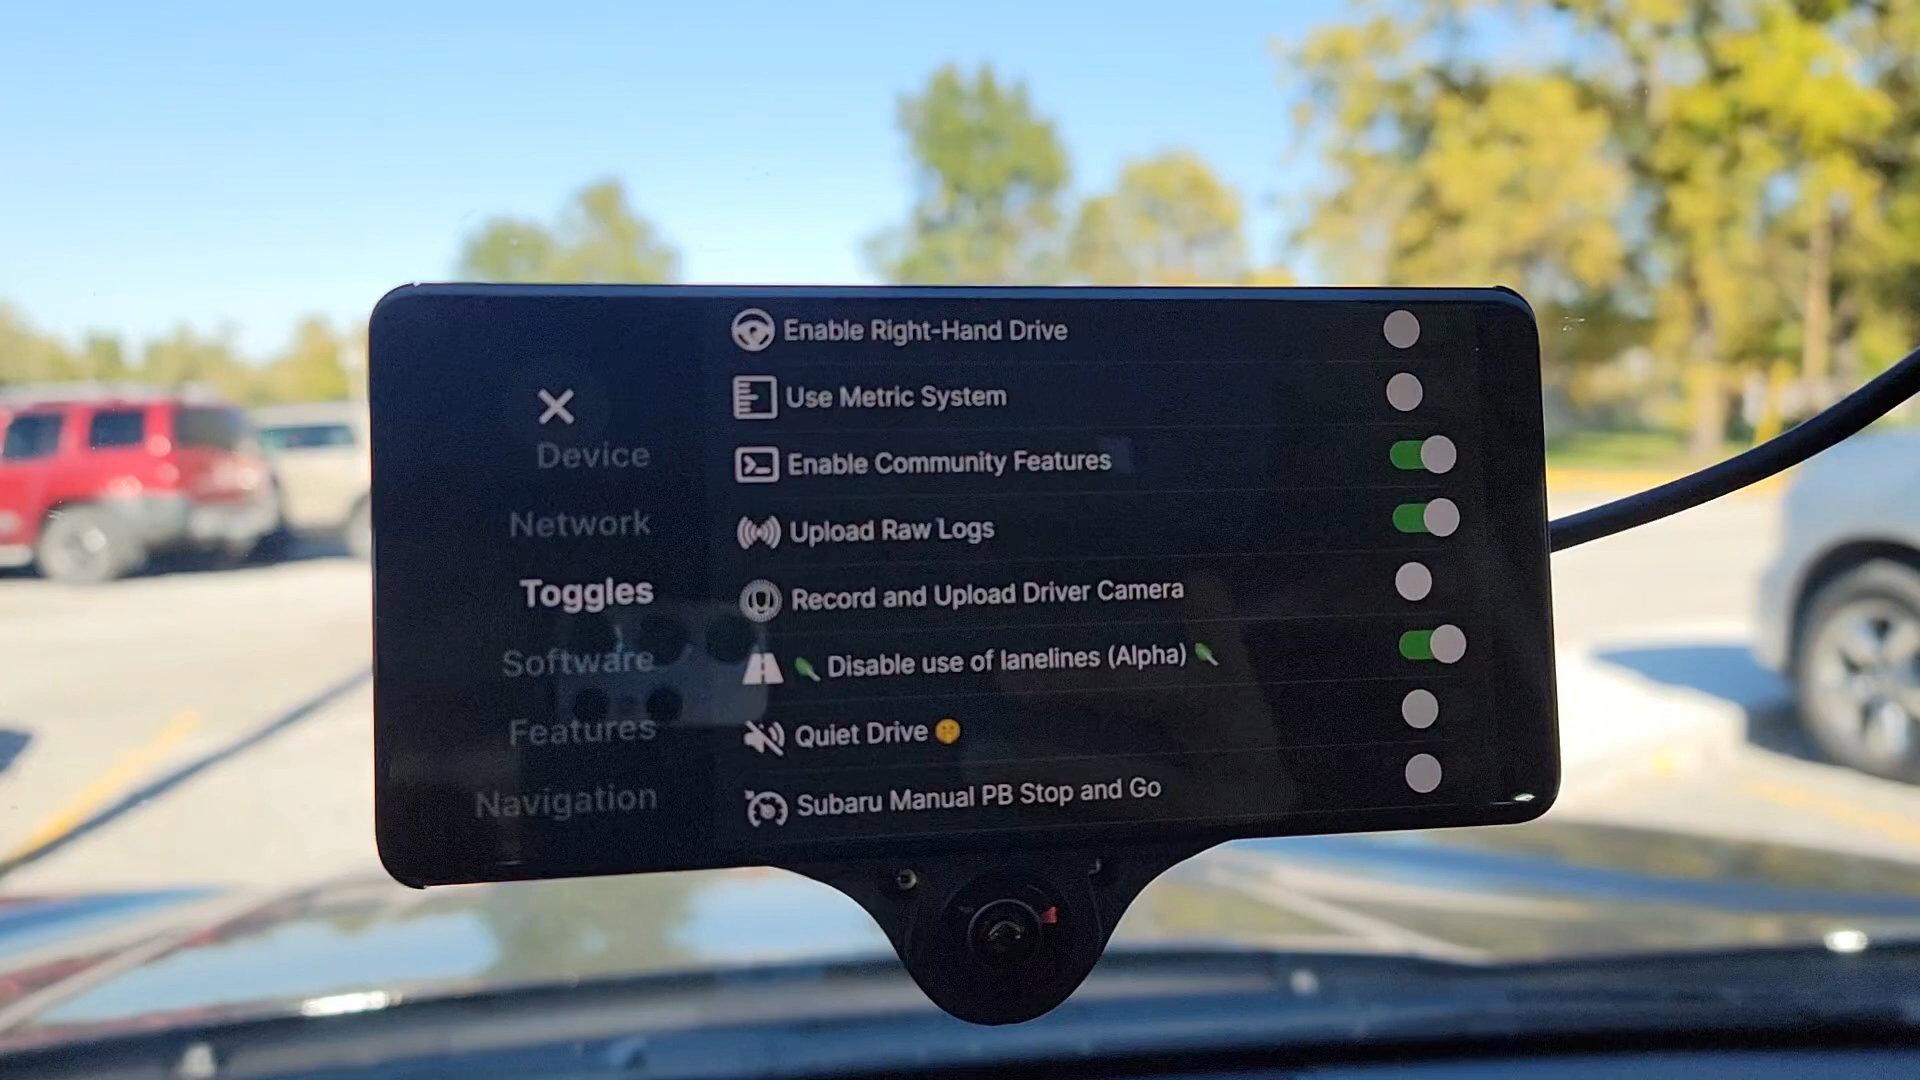 Device
Network
Toggles
Software
Features
Navigation
Enable Right-Hand Drive
Use Metric System
Enable Community Features
Upload Raw Logs
Record and Upload Driver Camera
Disable use of lanelines (Alpha)
Quiet Drive 🤫
Subaru Manual PB Stop and Go